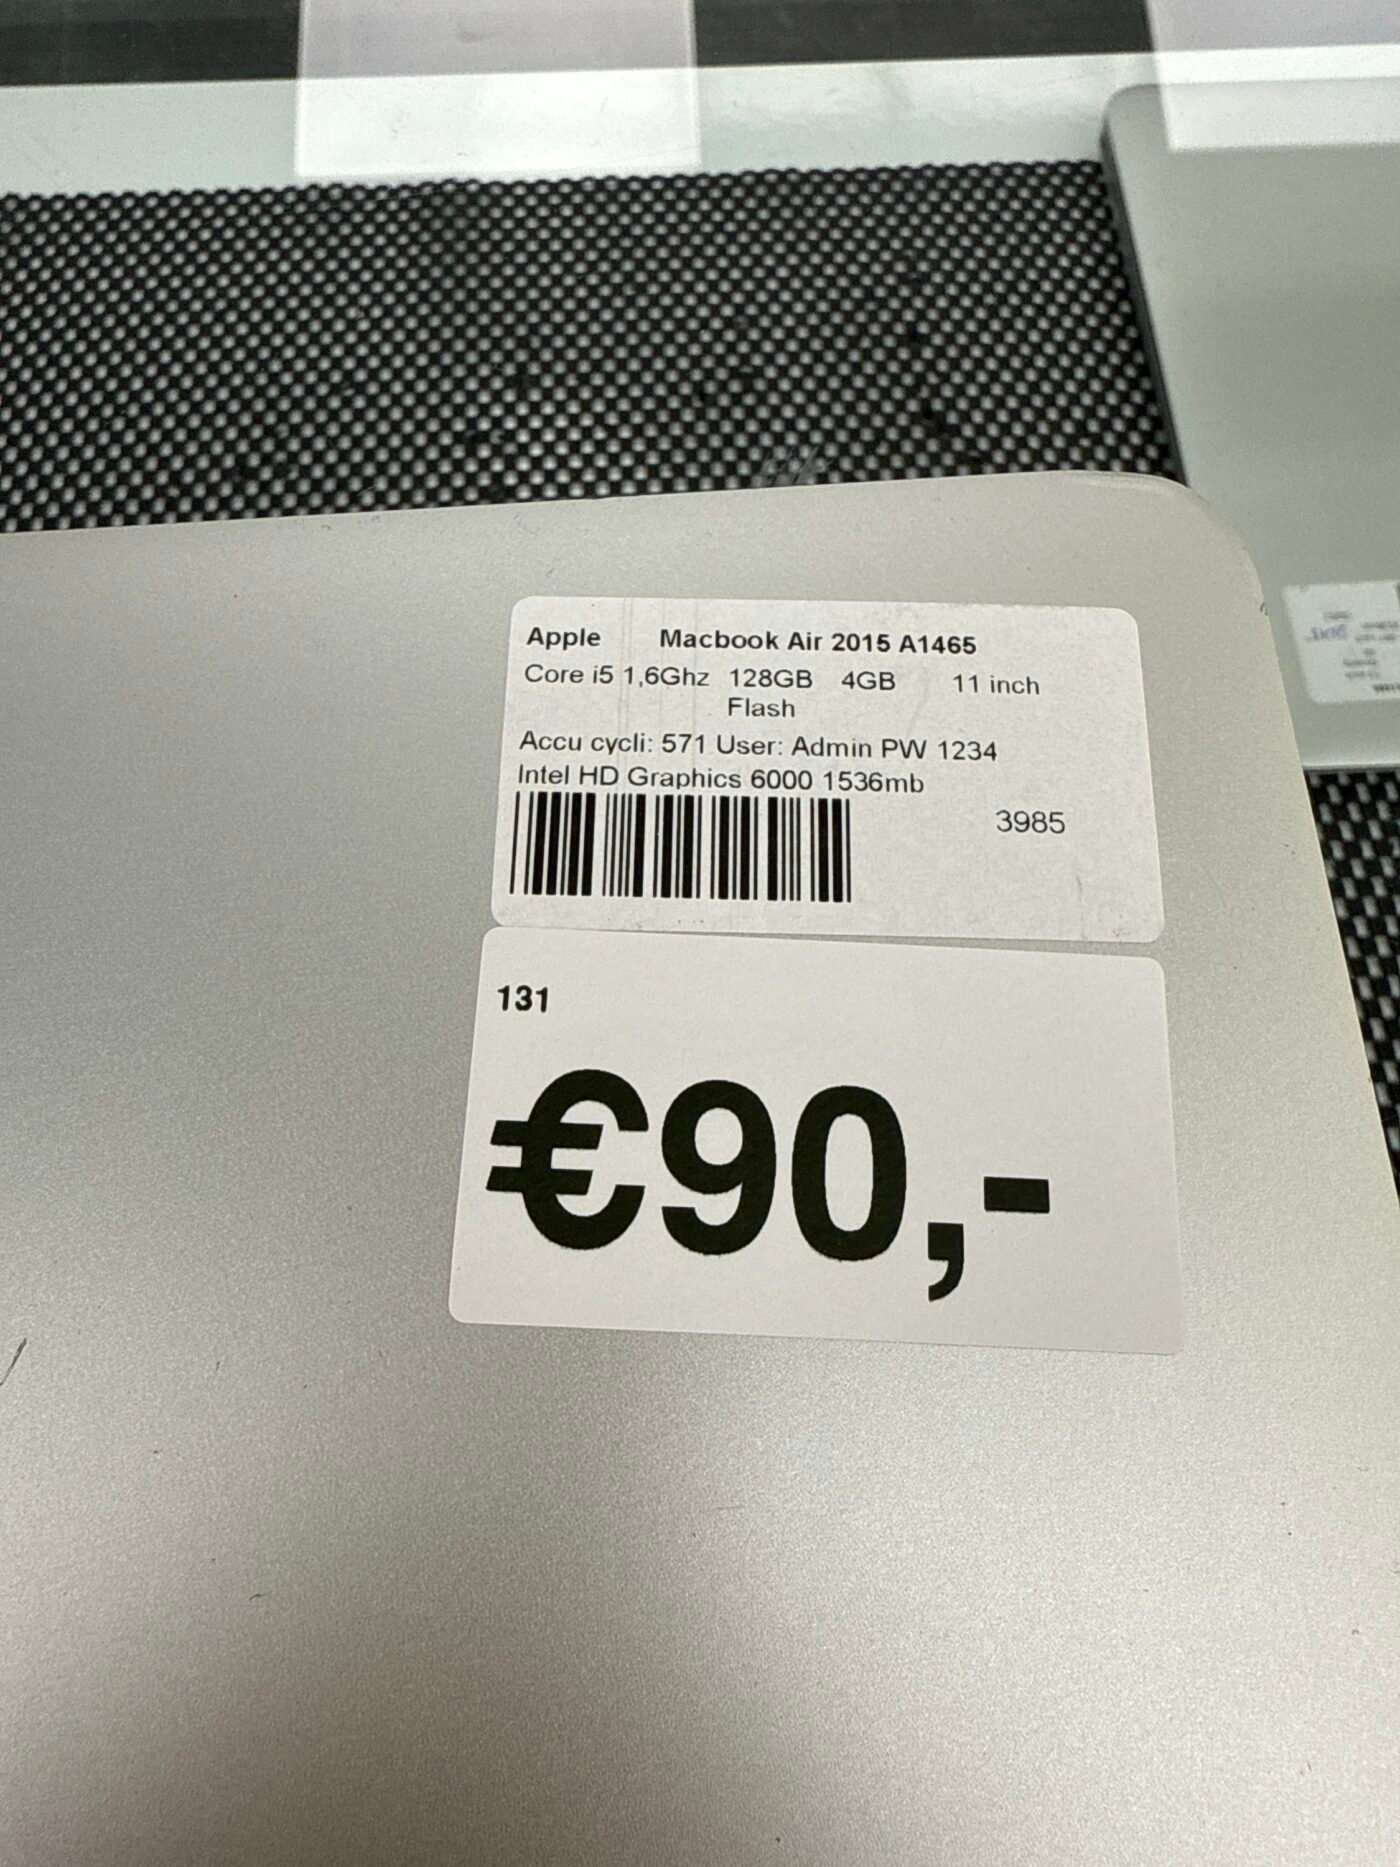 Apple Macbook Air 2015 A1465
Core i5 1,6Ghz 128GB 4GB 11 inch
Flash
Accu cycli: 571 User: Admin PW 1234
Intel HD Graphics 6000 1536mb
3985
131
€90,-